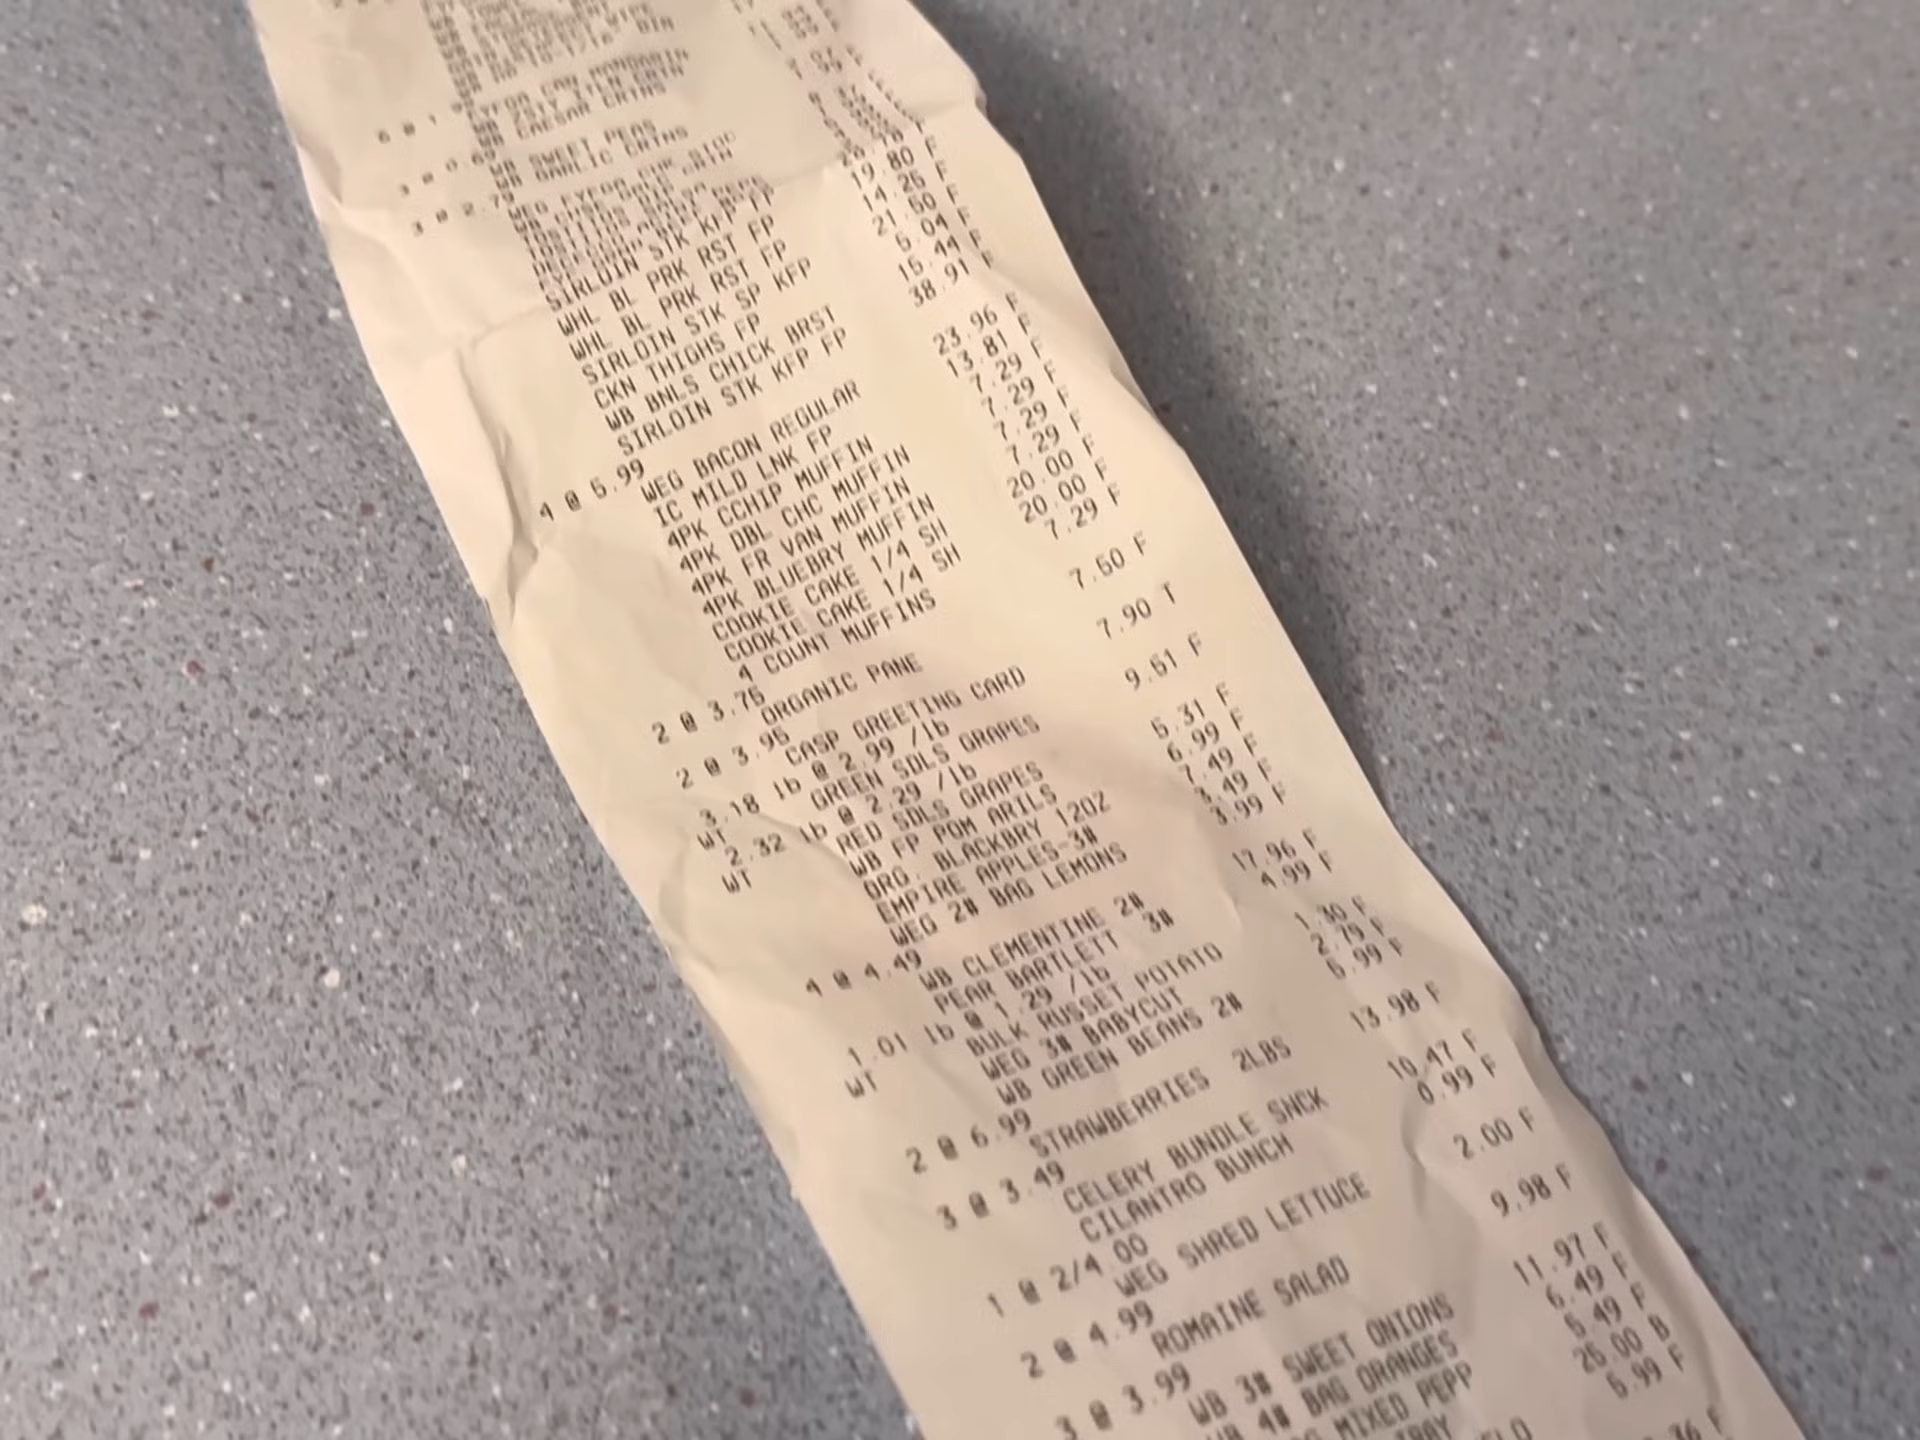 CAESAR CRTNS
WB SWEET PEAS
3 @ 0.69
WB GARLIC CRTNS
3 @ 2.79
SIRLOIN STK KFP FP
WHL BL PRK RST FP 14.26 F
WHL BL PRK RST FP 21.60 F
SIRLOIN STK SP KFP
CKN THIGHS FP 6.04 F
WB BNLS CHICK BRST 15.44 F
SIRLOIN STK KFP FP 38.91 F
4 @ 5.99
WEG BACON REGULAR 23.96 F
IC MILD LNK FP 13.81 F
4PK CCHIP MUFFIN 7.29 F
4PK DBL CHC MUFFIN 7.29 F
4PK FR VAN MUFFIN 7.29 F
4PK BLUEBRY MUFFIN 7.29 F
COOKIE CAKE 1/4 SH 20.00 F
COOKIE CAKE 1/4 SH 20.00 F
4 COUNT MUFFINS 7.29 F
2 @ 3.75
ORGANIC PANE 7.50 F
2 @ 3.95
CASP GREETING CARD 7.90 T
3.18 lb @ 2.99 /lb
WT GREEN SDLS GRAPES 9.51 F
2.32 lb @ 2.29 /lb
WT RED SDLS GRAPES 5.31 F
WB FP POM ARILS 6.99 F
ORG. BLACKBRY 12OZ 7.49 F
EMPIRE APPLES-3# 3.49 F
WEG 2# BAG LEMONS 3.99 F
4 @ 4.49
WB CLEMENTINE 2# 17.96 F
PEAR BARTLETT 3# 4.99 F
1.01 lb @ 1.29 /lb
WT BULK RUSSET POTATO 1.30 F
WEG 3# BABYCUT 2.79 F
WB GREEN BEANS 2# 5.99 F
2 @ 6.99
STRAWBERRIES 2LBS 13.98 F
3 @ 3.49
CELERY BUNDLE SNCK 10.47 F
CILANTRO BUNCH 0.99 F
1 @ 2/4.00
WEG SHRED LETTUCE 2.00 F
2 @ 4.99
ROMAINE SALAD 9.98 F
3 @ 3.99
WB 3# SWEET ONIONS 11.97 F
WB 4# BAG ORANGES 6.49 F
MIXED PEPP 5.49 F
25.00 B
5.99 F